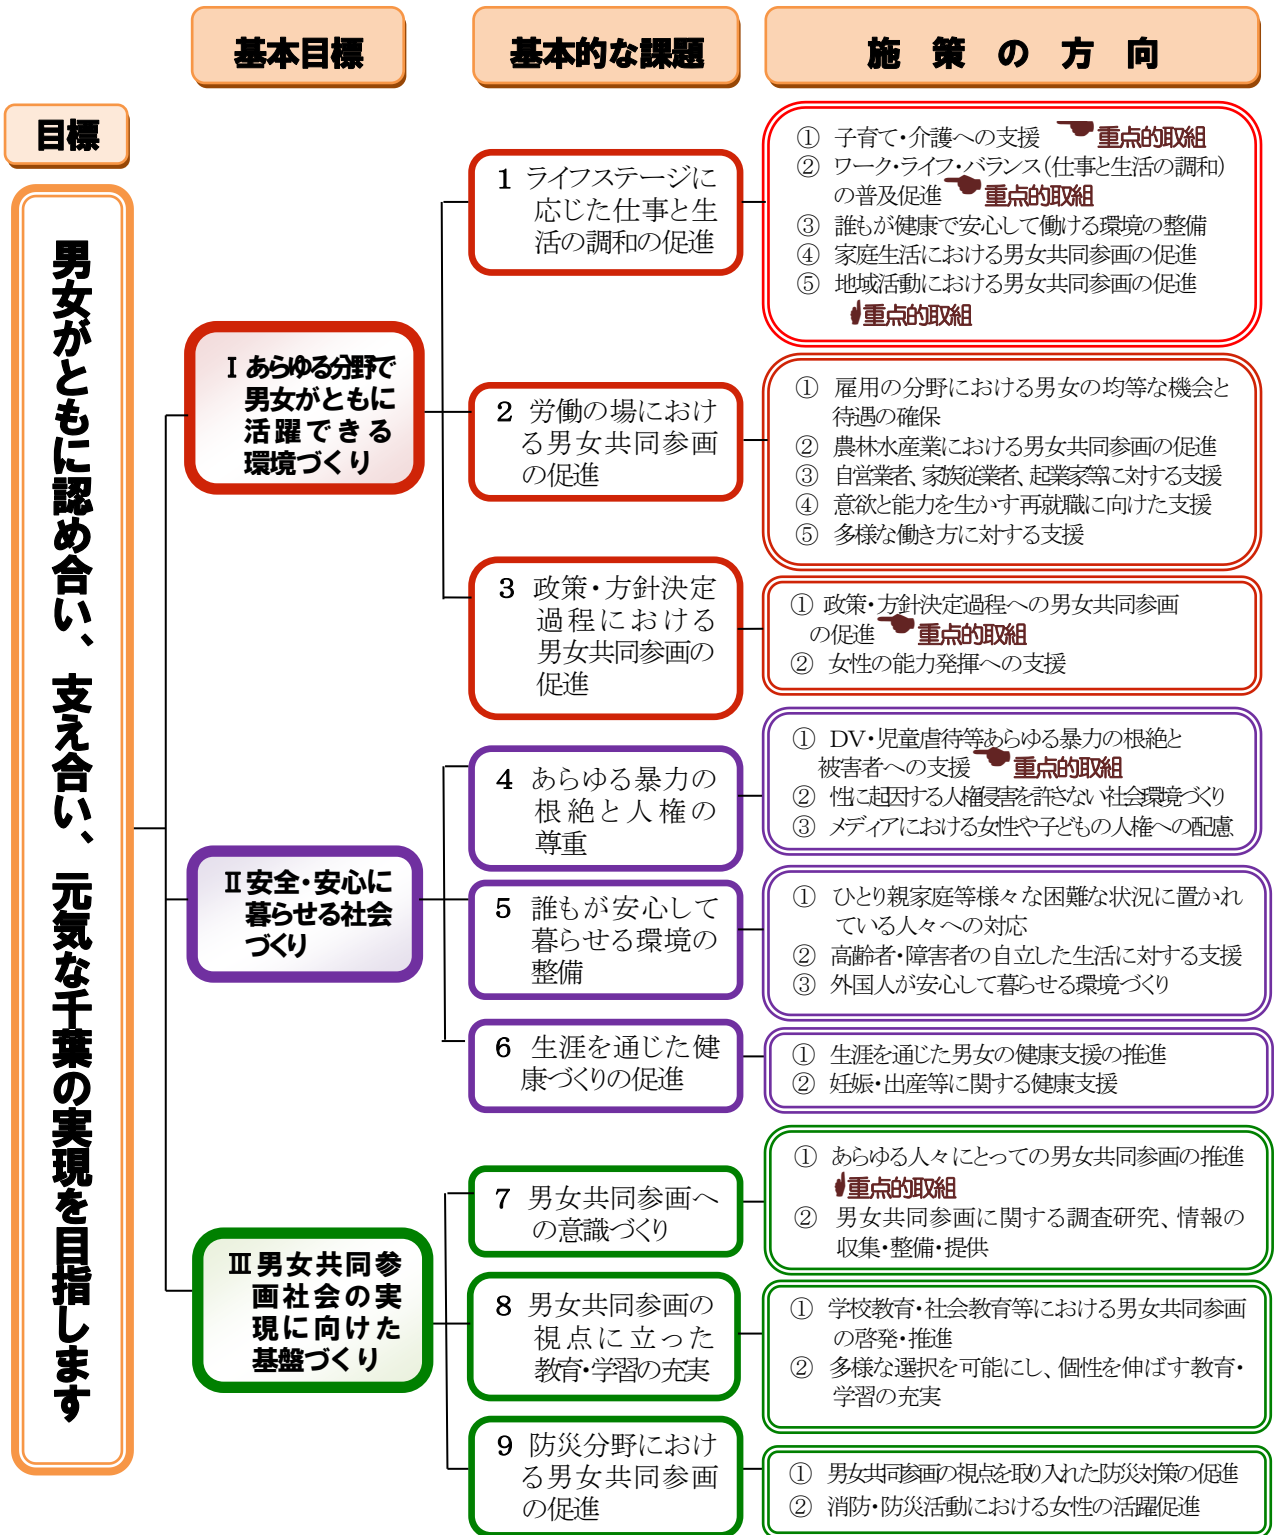 基本目標
基本的な課題
施策の方向
目標
男女がともに認め合い、支え合い、元気な千葉の実現を目指します
Ⅰ あらゆる分野で
男女がともに
活躍できる
環境づくり
1 ライフステージに
応じた仕事と生
活の調和の促進
① 子育て・介護への支援 重点的取組
② ワーク・ライフ・バランス(仕事と生活の調和)
の普及促進 重点的取組
③ 誰もが健康で安心して働ける環境の整備
④ 家庭生活における男女共同参画の促進
⑤ 地域活動における男女共同参画の促進
重点的取組
2 労働の場におけ
る男女共同参画
の促進
① 雇用の分野における男女の均等な機会と
待遇の確保
② 農林水産業における男女共同参画の促進
③ 自営業者、家族従業者、起業家等に対する支援
④ 意欲と能力を生かす再就職に向けた支援
⑤ 多様な働き方に対する支援
3 政策・方針決定
過程における
男女共同参画の
促進
① 政策・方針決定過程への男女共同参画
の促進 重点的取組
② 女性の能力発揮への支援
Ⅱ 安全・安心に
暮らせる社会
づくり
4 あらゆる暴力の
根絶と人権の
尊重
① DV・児童虐待等あらゆる暴力の根絶と
被害者への支援 重点的取組
② 性に起因する人権侵害を許さない社会環境づくり
③ メディアにおける女性や子どもの人権への配慮
5 誰もが安心して
暮らせる環境の
整備
① ひとり親家庭等様々な困難な状況に置かれ
ている人々への対応
② 高齢者・障害者の自立した生活に対する支援
③ 外国人が安心して暮らせる環境づくり
6 生涯を通じた健
康づくりの促進
① 生涯を通じた男女の健康支援の推進
② 妊娠・出産等に関する健康支援
Ⅲ 男女共同参
画社会の実
現に向けた
基盤づくり
7 男女共同参画へ
の意識づくり
① あらゆる人々にとっての男女共同参画の推進
重点的取組
② 男女共同参画に関する調査研究、情報の
収集・整備・提供
8 男女共同参画の
視点に立った
教育・学習の充実
① 学校教育・社会教育等における男女共同参画
の啓発・推進
② 多様な選択を可能にし、個性を伸ばす教育・
学習の充実
9 防災分野におけ
る男女共同参画
の促進
① 男女共同参画の視点を取り入れた防災対策の促進
② 消防・防災活動における女性の活躍促進